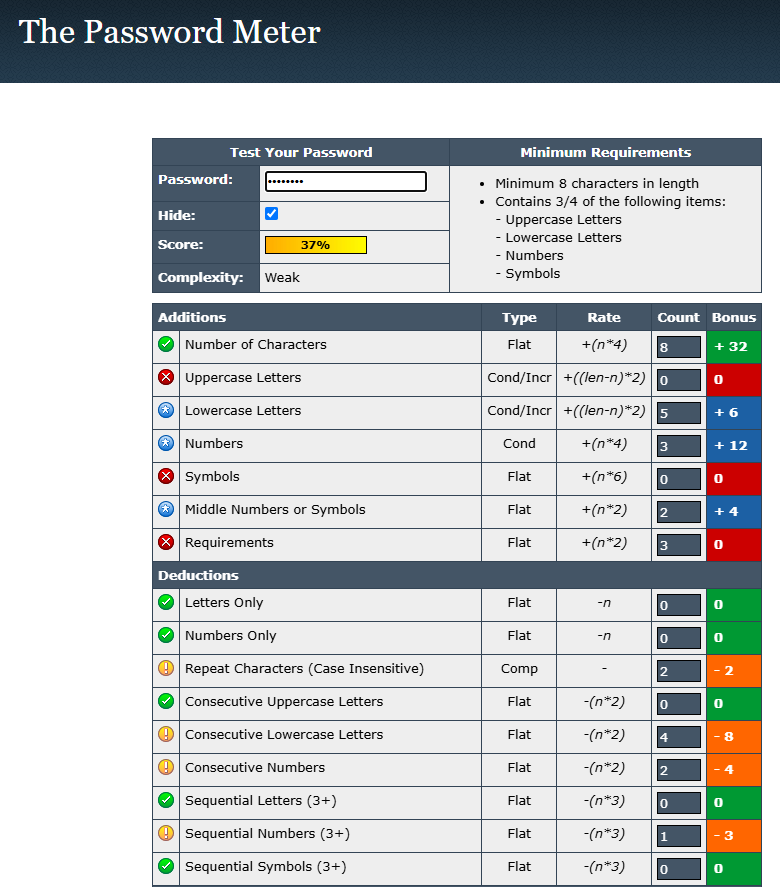 The Password Meter
Test Your Password Minimum Requirements
Password: ••••••••
Hide:
Score: 37%
Complexity: Weak
• Minimum 8 characters in length
• Contains 3/4 of the following items:
- Uppercase Letters
- Lowercase Letters
- Numbers
- Symbols
Additions Type Rate Count Bonus
Number of Characters Flat +(n*4) 8 + 32
Uppercase Letters Cond/Incr +((len-n)*2) 0 0
Lowercase Letters Cond/Incr +((len-n)*2) 5 + 6
Numbers Cond +(n*4) 3 + 12
Symbols Flat +(n*6) 0 0
Middle Numbers or Symbols Flat +(n*2) 2 + 4
Requirements Flat +(n*2) 3 0
Deductions
Letters Only Flat -n 0 0
Numbers Only Flat -n 0 0
Repeat Characters (Case Insensitive) Comp - 2 - 2
Consecutive Uppercase Letters Flat -(n*2) 0 0
Consecutive Lowercase Letters Flat -(n*2) 4 - 8
Consecutive Numbers Flat -(n*2) 2 - 4
Sequential Letters (3+) Flat -(n*3) 0 0
Sequential Numbers (3+) Flat -(n*3) 1 - 3
Sequential Symbols (3+) Flat -(n*3) 0 0